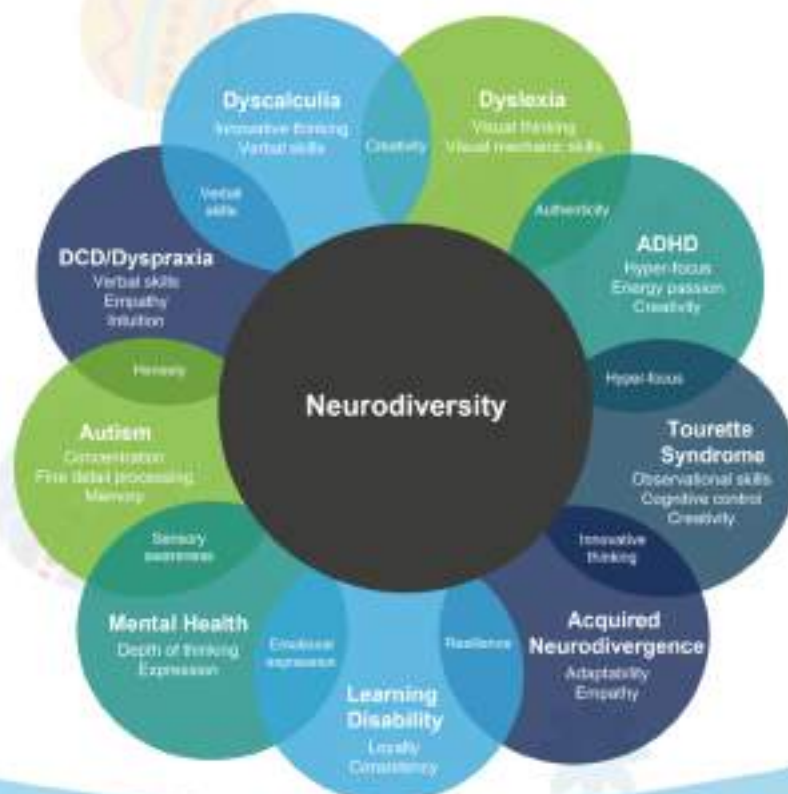 Dyscalculia
Innovative thinking
Verbal skills
Creativity
Dyslexia
Visual thinking
Visual mechanic skills
Authenticity
ADHD
Hyper-focus
Energy passion
Creativity
Hyper-focus
Tourette
Syndrome
Observational skills
Cognitive control
Creativity
Innovative
thinking
Acquired
Neurodivergence
Adaptability
Empathy
Resilience
Learning
Disability
Loyalty
Consistency
Emotional
expression
Mental Health
Depth of thinking
Expression
Sensory
awareness
Autism
Concentration
Fine detail processing
Memory
Honesty
DCD/Dyspraxia
Verbal skills
Empathy
Intuition
Verbal
skills
Neurodiversity